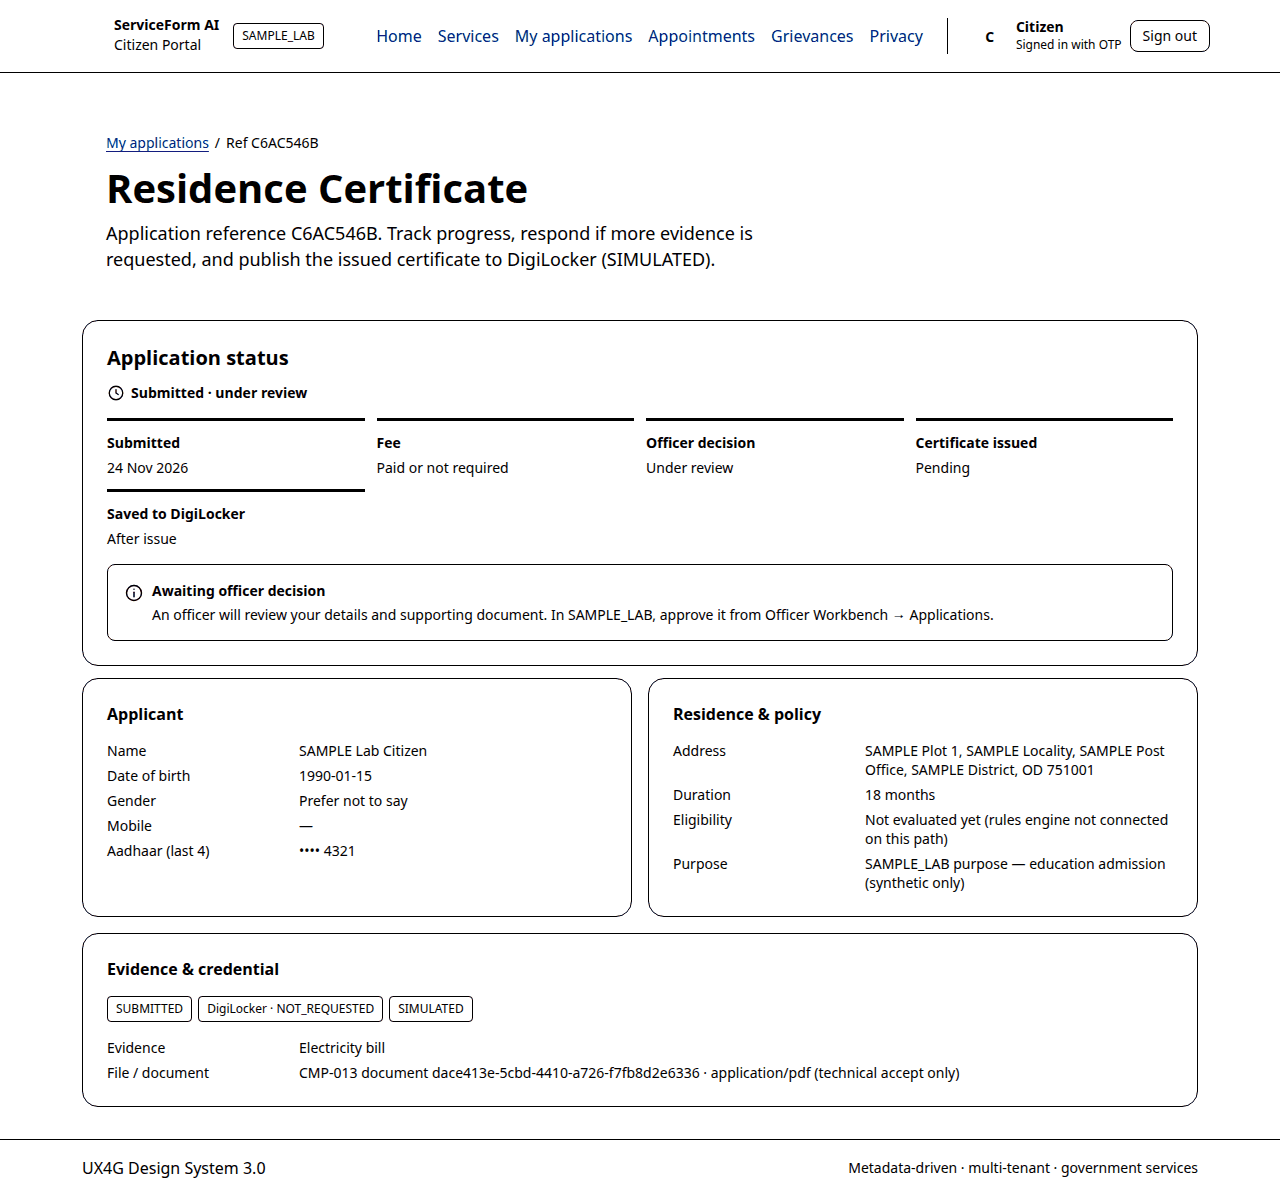 ServiceForm AI
Citizen Portal
SAMPLE_LAB
Home Services My applications Appointments Grievances Privacy
C
Citizen
Signed in with OTP
Sign out
My applications / Ref C6AC546B
Residence Certificate
Application reference C6AC546B. Track progress, respond if more evidence is
requested, and publish the issued certificate to DigiLocker (SIMULATED).
Application status
Submitted · under review
Submitted
24 Nov 2026
Fee
Paid or not required
Officer decision
Under review
Certificate issued
Pending
Saved to DigiLocker
After issue
Awaiting officer decision
An officer will review your details and supporting document. In SAMPLE_LAB, approve it from Officer Workbench → Applications.
Applicant
Name SAMPLE Lab Citizen
Date of birth 1990-01-15
Gender Prefer not to say
Mobile —
Aadhaar (last 4) •••• 4321
Residence & policy
Address SAMPLE Plot 1, SAMPLE Locality, SAMPLE Post
Office, SAMPLE District, OD 751001
Duration 18 months
Eligibility Not evaluated yet (rules engine not connected
on this path)
Purpose SAMPLE_LAB purpose — education admission
(synthetic only)
Evidence & credential
SUBMITTED DigiLocker · NOT_REQUESTED SIMULATED
Evidence Electricity bill
File / document CMP-013 document dace413e-5cbd-4410-a726-f7fb8d2e6336 · application/pdf (technical accept only)
UX4G Design System 3.0
Metadata-driven · multi-tenant · government services